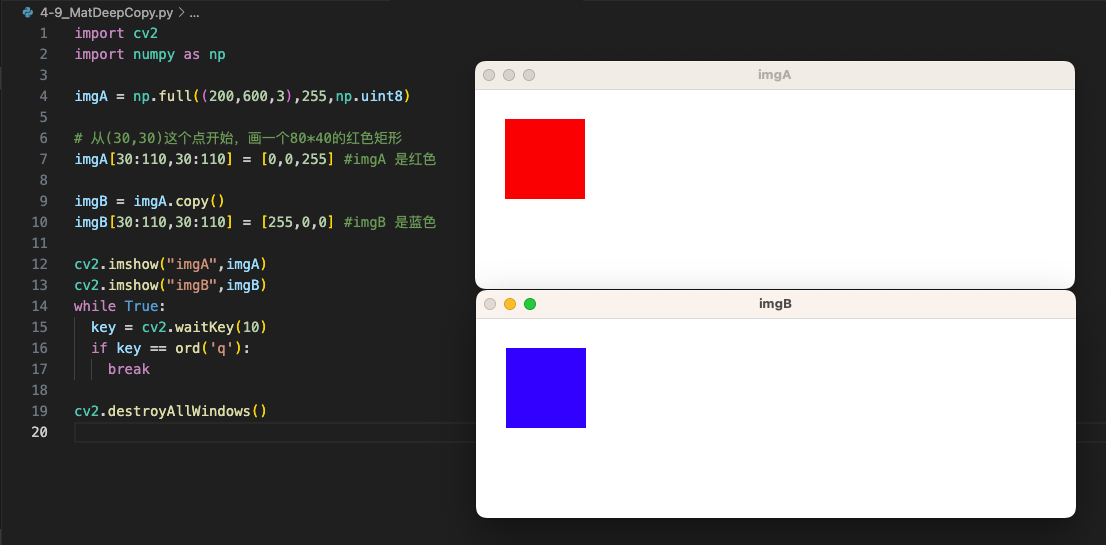 4-9_MatDeepCopy.py > ...
1 import cv2
2 import numpy as np
3
4 imgA = np.full((200,600,3),255,np.uint8)
5
6 # 从(30,30)这个点开始，画一个80*40的红色矩形
7 imgA[30:110,30:110] = [0,0,255] #imgA 是红色
8
9 imgB = imgA.copy()
10 imgB[30:110,30:110] = [255,0,0] #imgB 是蓝色
11
12 cv2.imshow("imgA",imgA)
13 cv2.imshow("imgB",imgB)
14 while True:
15   key = cv2.waitKey(10)
16   if key == ord('q'):
17     break
18
19 cv2.destroyAllWindows()
20
imgA
imgB